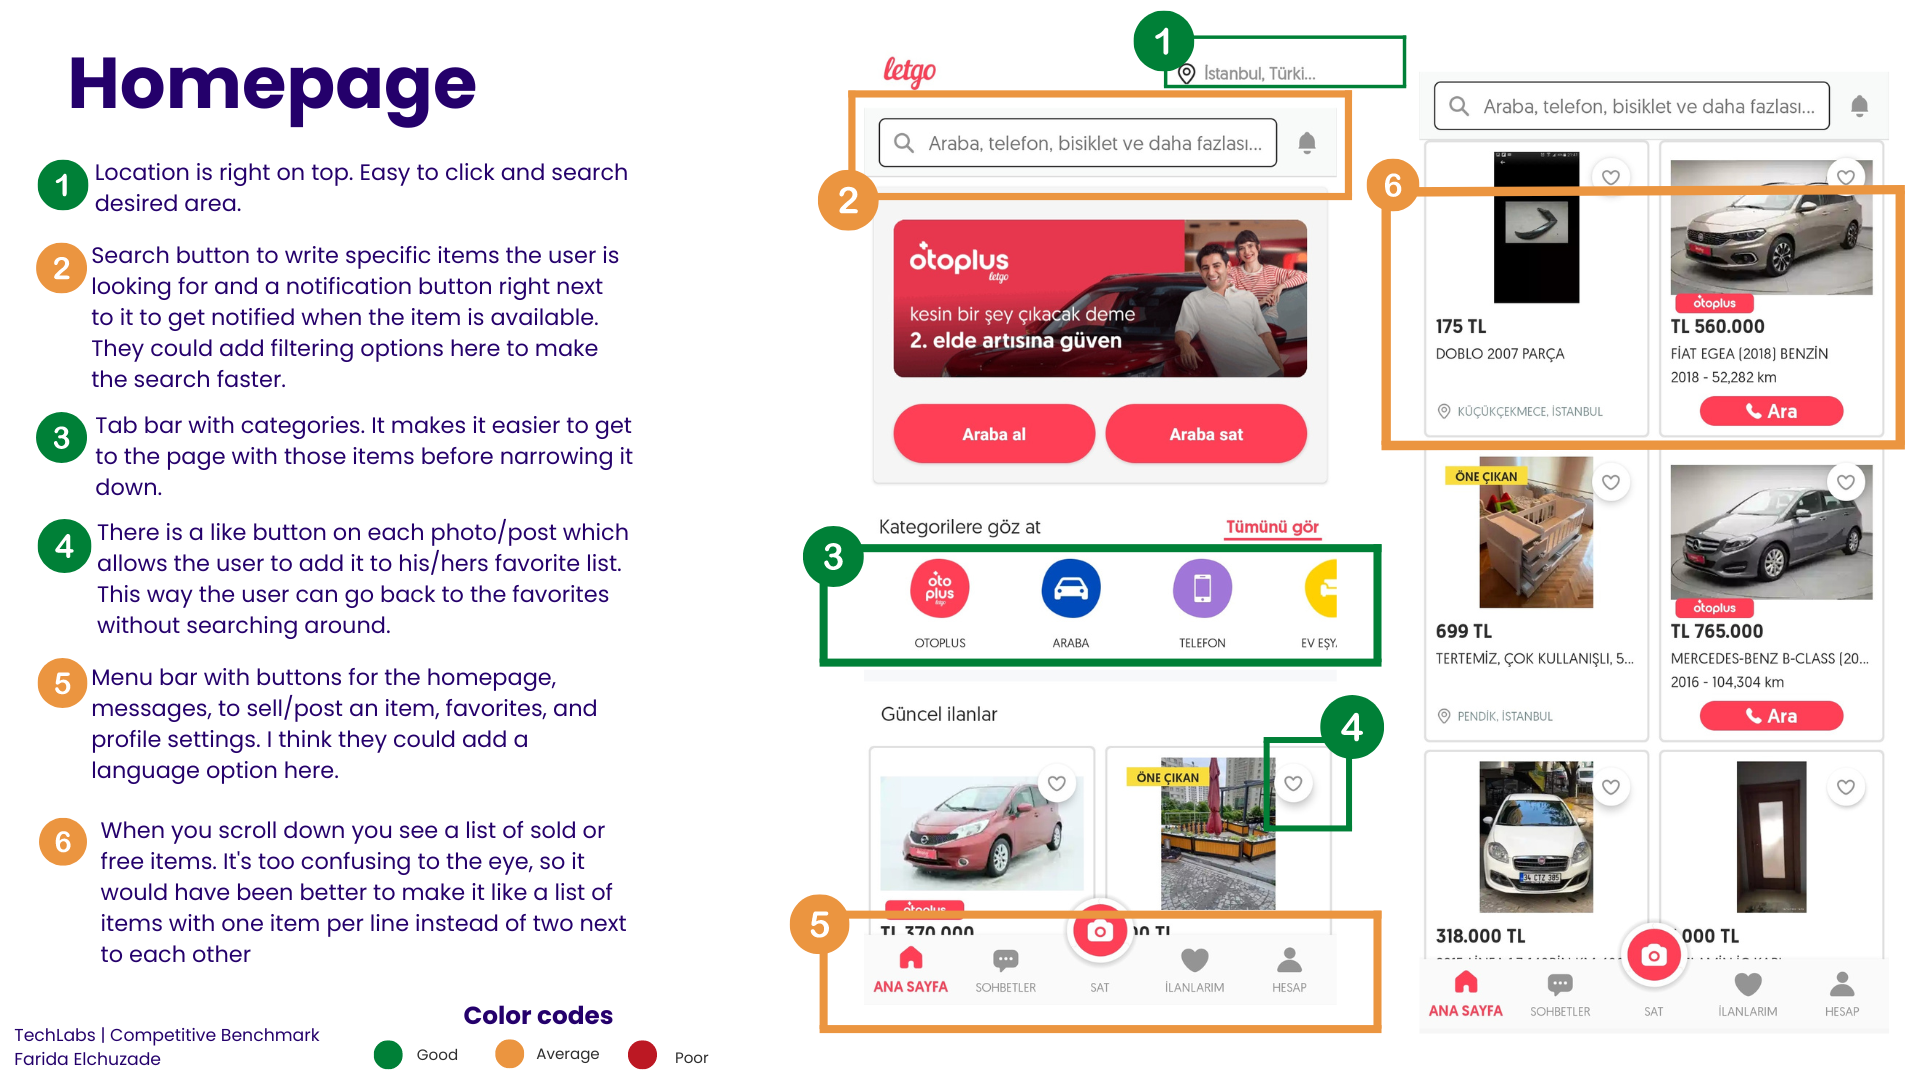 Homepage
1
Location is right on top. Easy to click and search
desired area.
2
Search button to write specific items the user is
looking for and a notification button right next
to it to get notified when the item is available.
They could add filtering options here to make
the search faster.
3
Tab bar with categories. It makes it easier to get
to the page with those items before narrowing it
down.
4
There is a like button on each photo/post which
allows the user to add it to his/hers favorite list.
This way the user can go back to the favorites
without searching around.
5
Menu bar with buttons for the homepage,
messages, to sell/post an item, favorites, and
profile settings. I think they could add a
language option here.
6
When you scroll down you see a list of sold or
free items. It's too confusing to the eye, so it
would have been better to make it like a list of
items with one item per line instead of two next
to each other
Color codes
Good
Average
Poor
TechLabs | Competitive Benchmark
Farida Elchuzade
letgo
1
İstanbul, Türki...
Araba, telefon, bisiklet ve daha fazlası...
2
otoplus
letgo
kesin bir şey çıkacak deme
2. elde artısına güven
Araba al
Araba sat
Kategorilere göz at
Tümünü gör
3
oto
plus
OTOPLUS
ARABA
TELEFON
EV EŞY.
Güncel ilanlar
4
ÖNE ÇIKAN
otoplus
TL 370.000
00 TL
5
ANA SAYFA
SOHBETLER
SAT
İLANLARIM
HESAP
Araba, telefon, bisiklet ve daha fazlası...
6
otoplus
175 TL
TL 560.000
DOBLO 2007 PARÇA
FİAT EGEA (2018) BENZİN
2018 - 52,282 km
KÜÇÜKÇEKMECE, İSTANBUL
Ara
ÖNE ÇIKAN
otoplus
699 TL
TL 765.000
TERTEMİZ, ÇOK KULLANIŞLI, 5...
MERCEDES-BENZ B-CLASS (20...
2016 - 104,304 km
PENDİK, İSTANBUL
Ara
34 CTZ 385
318.000 TL
.000 TL
ANA SAYFA
SOHBETLER
SAT
İLANLARIM
HESAP